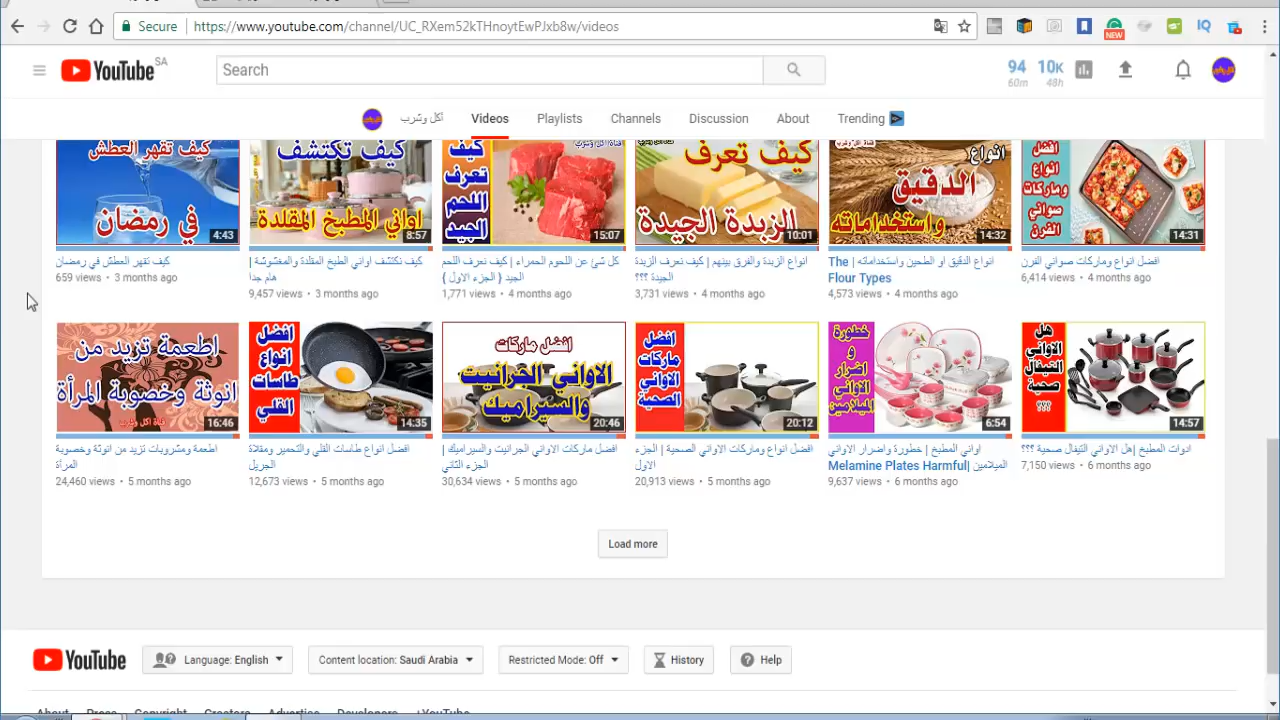 Secure
https://www.youtube.com/channel/UC_RXem52kTHnoytEwPJxb8w/videos
NEW
YouTube SA
Search
94
60m
10K
48h
اكل وشرب
Videos
Playlists
Channels
Discussion
About
Trending
كيف تقهر العطش
في رمضان
4:43
كيف تقهر العطش في رمضان
659 views • 3 months ago
كيف تكتشف
اواني المطبخ المقلدة
8:57
كيف تكتشف اواني الطبخ المقلدة والمغشوشة |
هام جدا
9,457 views • 3 months ago
كيف
تعرف
اللحم
الجيد
15:07
كل شئ عن اللحوم الحمراء | كيف تعرف اللحم
الجيد ( الجزء الاول )
1,771 views • 4 months ago
كيف تعرف
الزبدة الجيدة
10:01
انواع الزبدة والفرق بينهم | كيف تعرف الزبدة
الجيدة ؟؟؟
3,731 views • 4 months ago
انواع
الدقيق
واستخداماته
14:32
انواع الدقيق او الطحين واستخداماته | The
Flour Types
4,573 views • 4 months ago
افضل
انواع
وماركات
صواني
الفرن
14:31
افضل انواع وماركات صواني الفرن
6,414 views • 4 months ago
اطعمة تزيد من
انوثة وخصوبة المرأة
قناة اكل وشرب
16:46
اطعمة ومشروبات تزيد من انوثة وخصوبة
المرأة
24,460 views • 5 months ago
افضل
انواع
طاسات
القلي
14:35
افضل انواع طاسات القلي والتحمير ومقلاة
الجريل
12,673 views • 5 months ago
افضل ماركات
الاواني الجرانيت
والسيراميك
20:46
افضل ماركات الاواني الجرانيت والسيراميك |
الجزء الثاني
30,634 views • 5 months ago
افضل
ماركات
الاواني
الصحية
20:12
افضل انواع وماركات الاواني الصحية | الجزء
الاول
20,913 views • 5 months ago
خطورة
و
اضرار
الاواني
الميلامين
6:54
اواني المطبخ | خطورة واضرار الاواني
الميلامين |Melamine Plates Harmful
9,637 views • 6 months ago
هل
الاواني
التيفال
صحية
؟؟؟
14:57
ادوات المطبخ |هل الاواني التيفال صحية ؟؟؟
7,150 views • 6 months ago
Load more
YouTube
Language: English
Content location: Saudi Arabia
Restricted Mode: Off
History
Help
About Press Copyright Creators Advertise Developers +YouTube